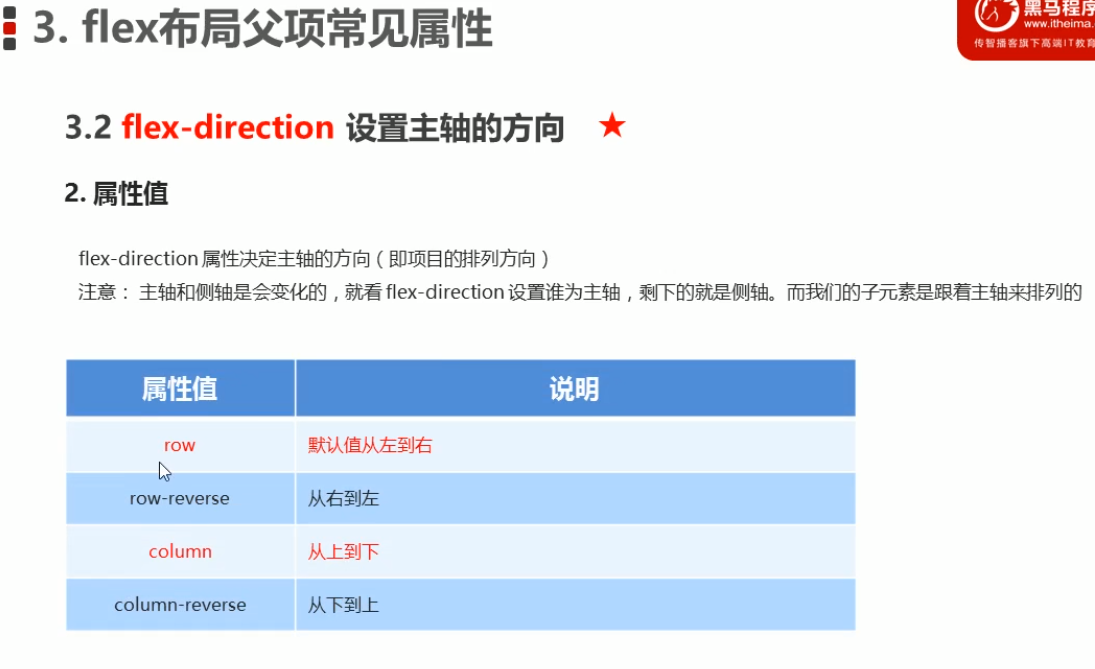 3. flex布局父项常见属性
黑马程序
www.itheima.
传智播客旗下高端IT教育
3.2 flex-direction 设置主轴的方向 ★
2. 属性值
flex-direction 属性决定主轴的方向（即项目的排列方向）
注意： 主轴和侧轴是会变化的，就看 flex-direction 设置谁为主轴，剩下的就是侧轴。而我们的子元素是跟着主轴来排列的
属性值 说明
row 默认值从左到右
row-reverse 从右到左
column 从上到下
column-reverse 从下到上